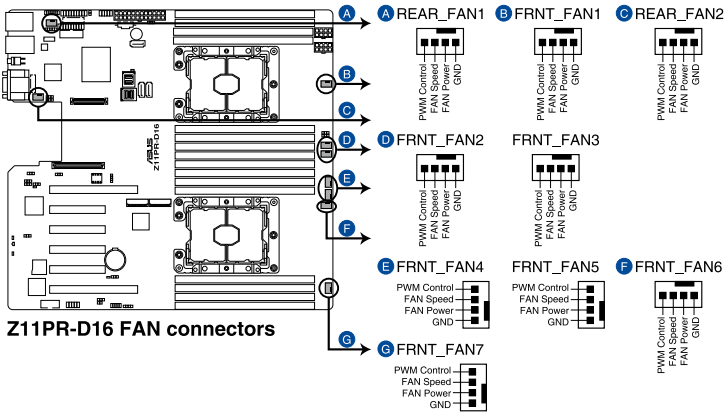 A
A REAR_FAN1
B FRNT_FAN1
C REAR_FAN2
PWM Control
FAN Speed
FAN Power
GND
PWM Control
FAN Speed
FAN Power
GND
PWM Control
FAN Speed
FAN Power
GND
B
C
ASUS
Z11PR-D16
D
D FRNT_FAN2
FRNT_FAN3
PWM Control
FAN Speed
FAN Power
GND
PWM Control
FAN Speed
FAN Power
GND
E
F
E FRNT_FAN4
FRNT_FAN5
F FRNT_FAN6
PWM Control
FAN Speed
FAN Power
GND
PWM Control
FAN Speed
FAN Power
GND
PWM Control
FAN Speed
FAN Power
GND
Z11PR-D16 FAN connectors
G
G FRNT_FAN7
PWM Control
FAN Speed
FAN Power
GND